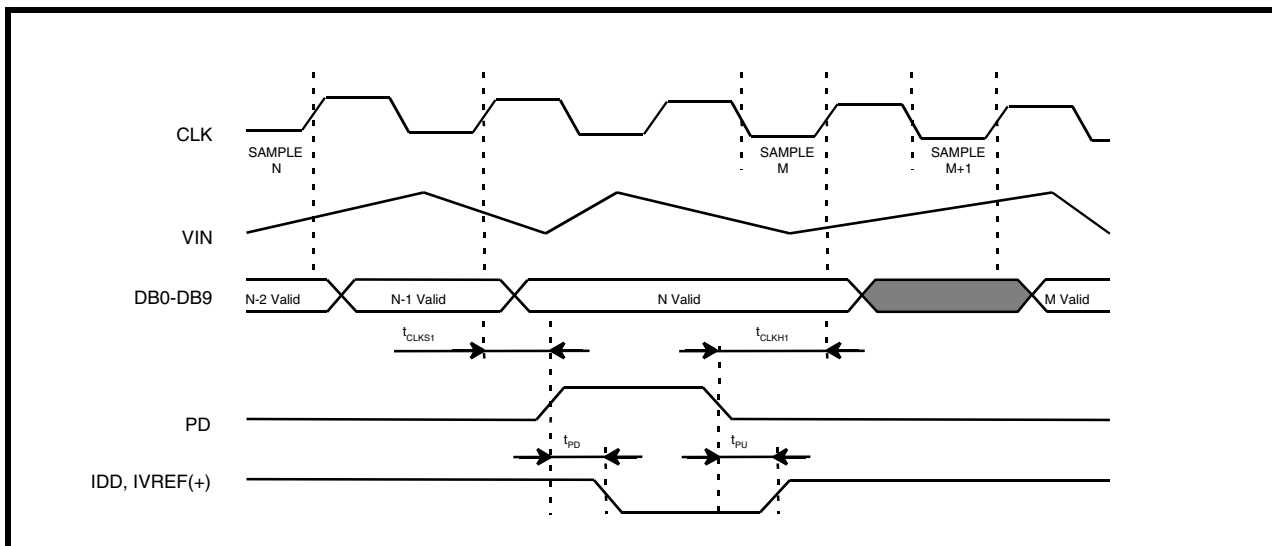 CLK
SAMPLE
N
SAMPLE
M
SAMPLE
M+1
VIN
DB0-DB9
N-2 Valid
N-1 Valid
N Valid
M Valid
tCLKS1
tCLKH1
PD
tPD
tPU
IDD, IVREF(+)